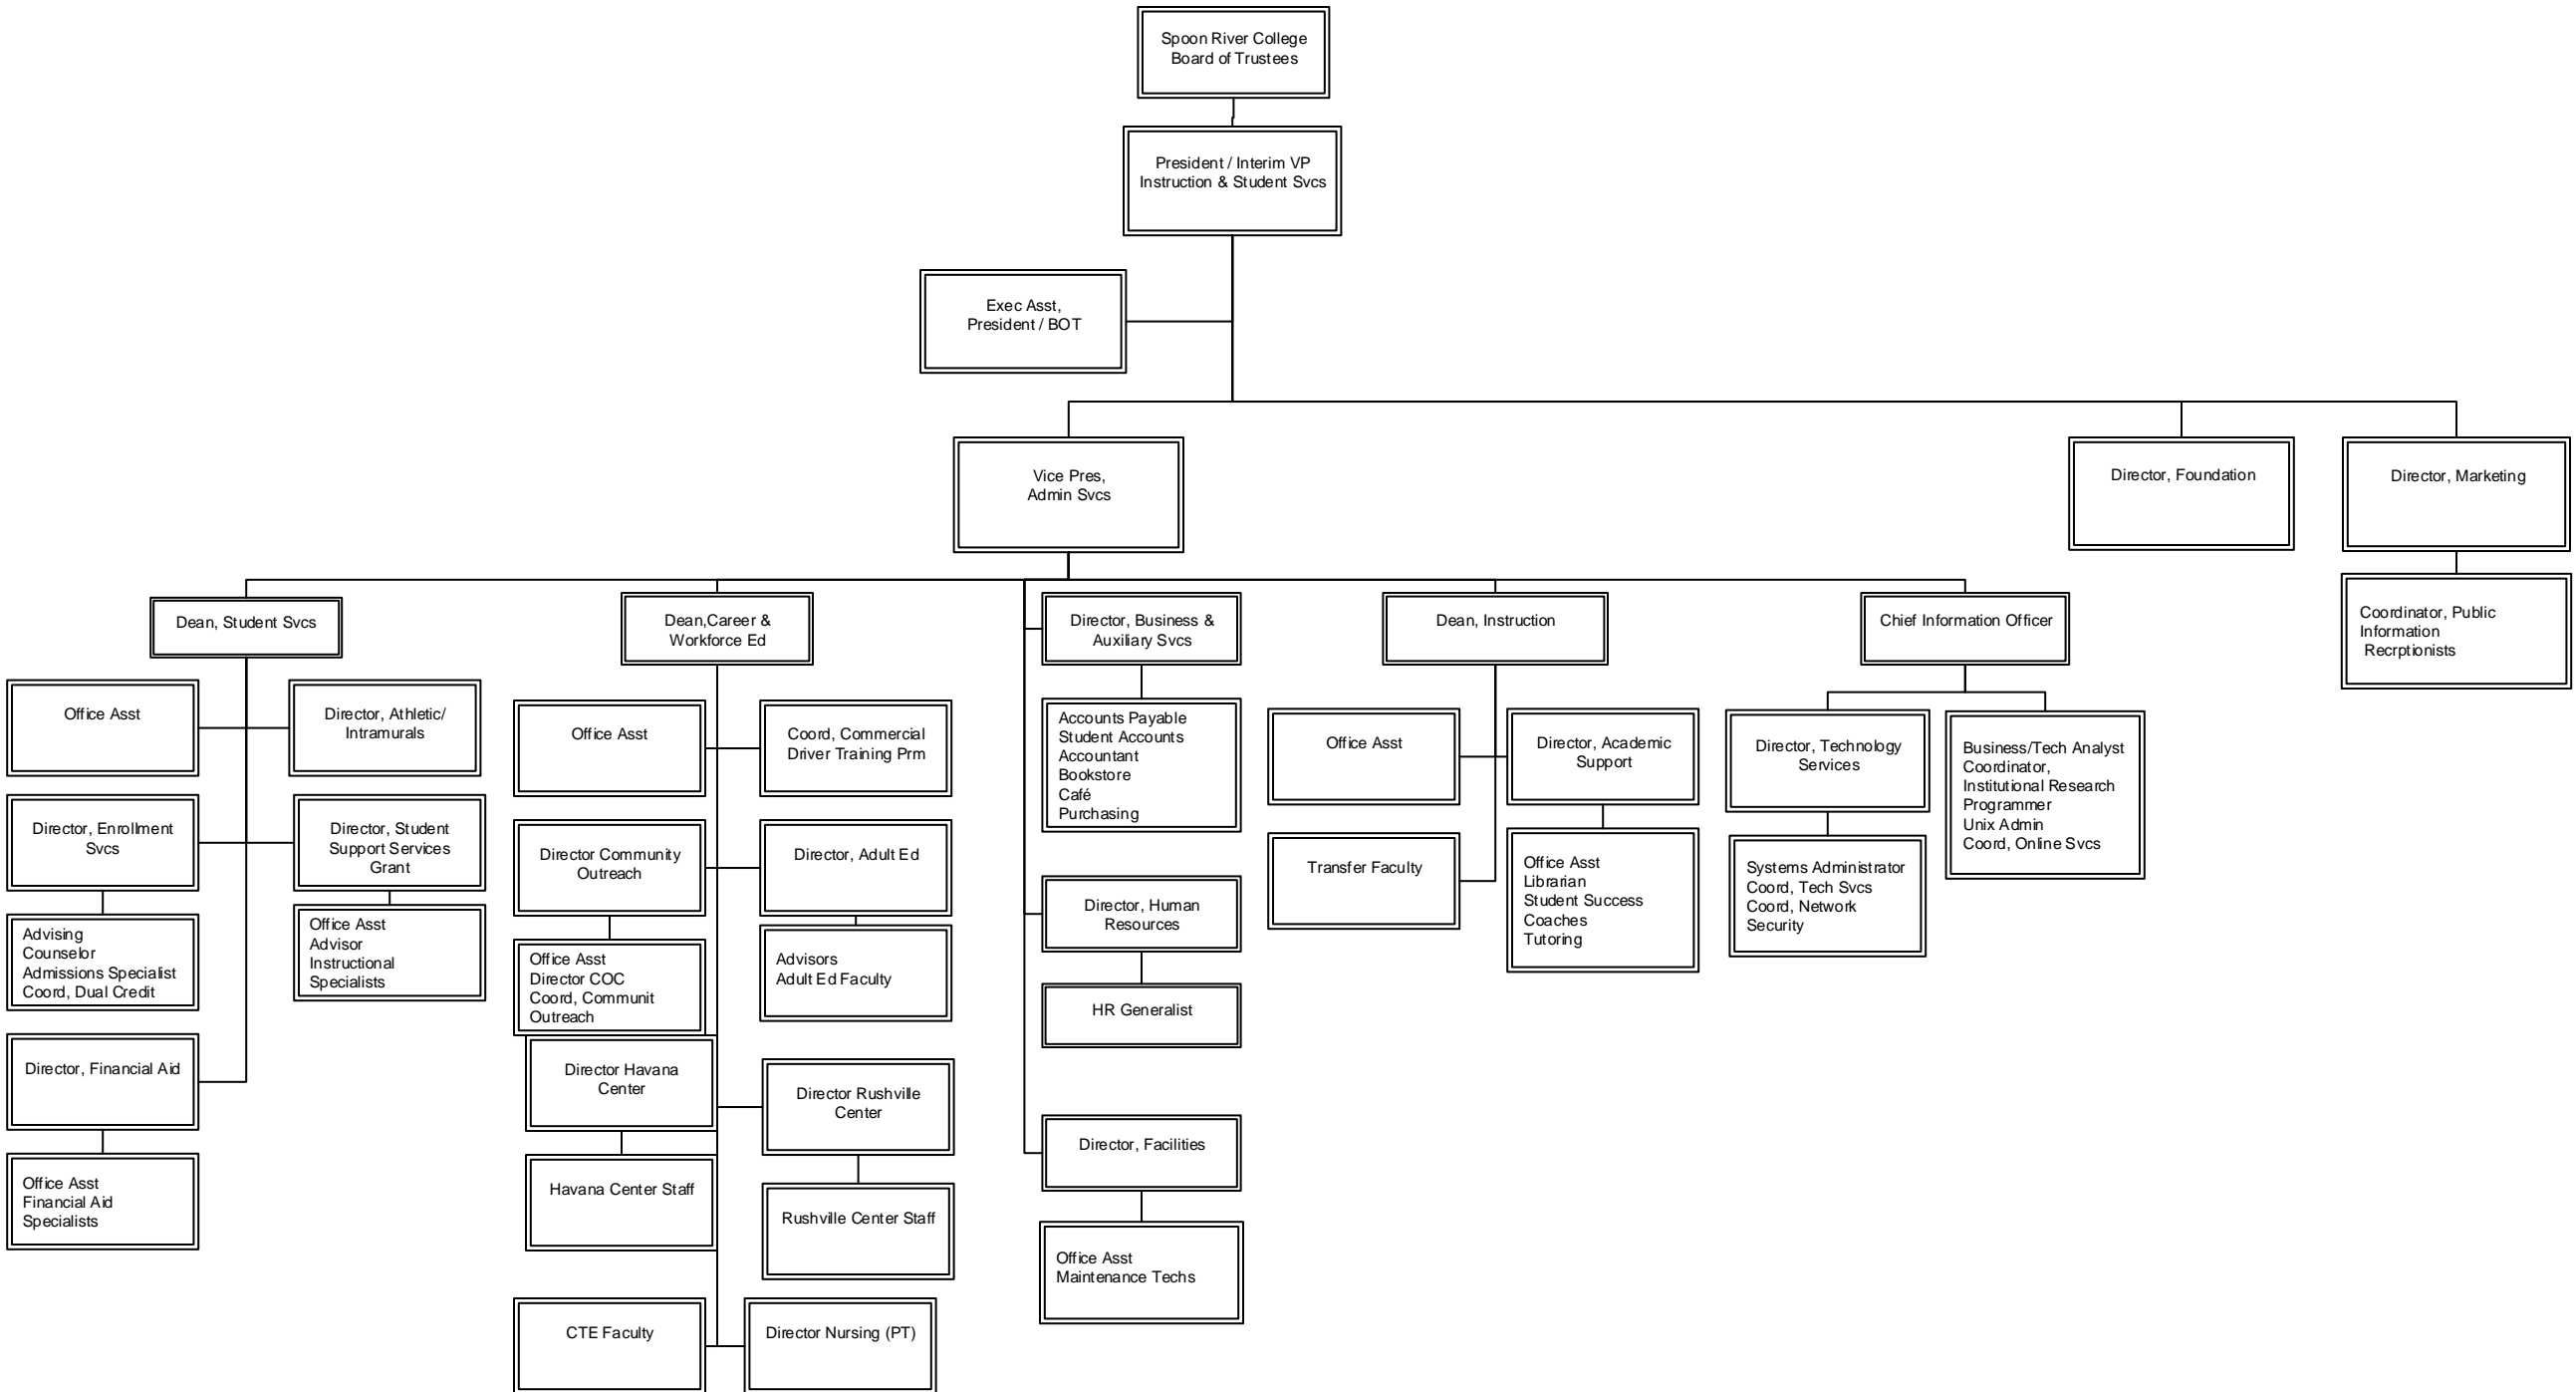 Spoon River College
Board of Trustees
President / Interim VP
Instruction & Student Svcs
Exec Asst,
President / BOT
Vice Pres,
Admin Svcs
Director, Foundation
Director, Marketing
Coordinator, Public
Information
Recrptionists
Dean, Student Svcs
Office Asst
Director, Athletic/
Intramurals
Director, Enrollment
Svcs
Director, Student
Support Services
Grant
Advising
Counselor
Admissions Specialist
Coord, Dual Credit
Office Asst
Advisor
Instructional
Specialists
Director, Financial Aid
Office Asst
Financial Aid
Specialists
Dean,Career &
Workforce Ed
Office Asst
Coord, Commercial
Driver Training Prm
Director Community
Outreach
Director, Adult Ed
Office Asst
Director COC
Coord, Communit
Outreach
Advisors
Adult Ed Faculty
Director Havana
Center
Director Rushville
Center
Havana Center Staff
Rushville Center Staff
CTE Faculty
Director Nursing (PT)
Director, Business &
Auxiliary Svcs
Accounts Payable
Student Accounts
Accountant
Bookstore
Café
Purchasing
Director, Human
Resources
HR Generalist
Director, Facilities
Office Asst
Maintenance Techs
Dean, Instruction
Office Asst
Director, Academic
Support
Transfer Faculty
Office Asst
Librarian
Student Success
Coaches
Tutoring
Chief Information Officer
Director, Technology
Services
Systems Administrator
Coord, Tech Svcs
Coord, Network
Security
Business/Tech Analyst
Coordinator,
Institutional Research
Programmer
Unix Admin
Coord, Online Svcs